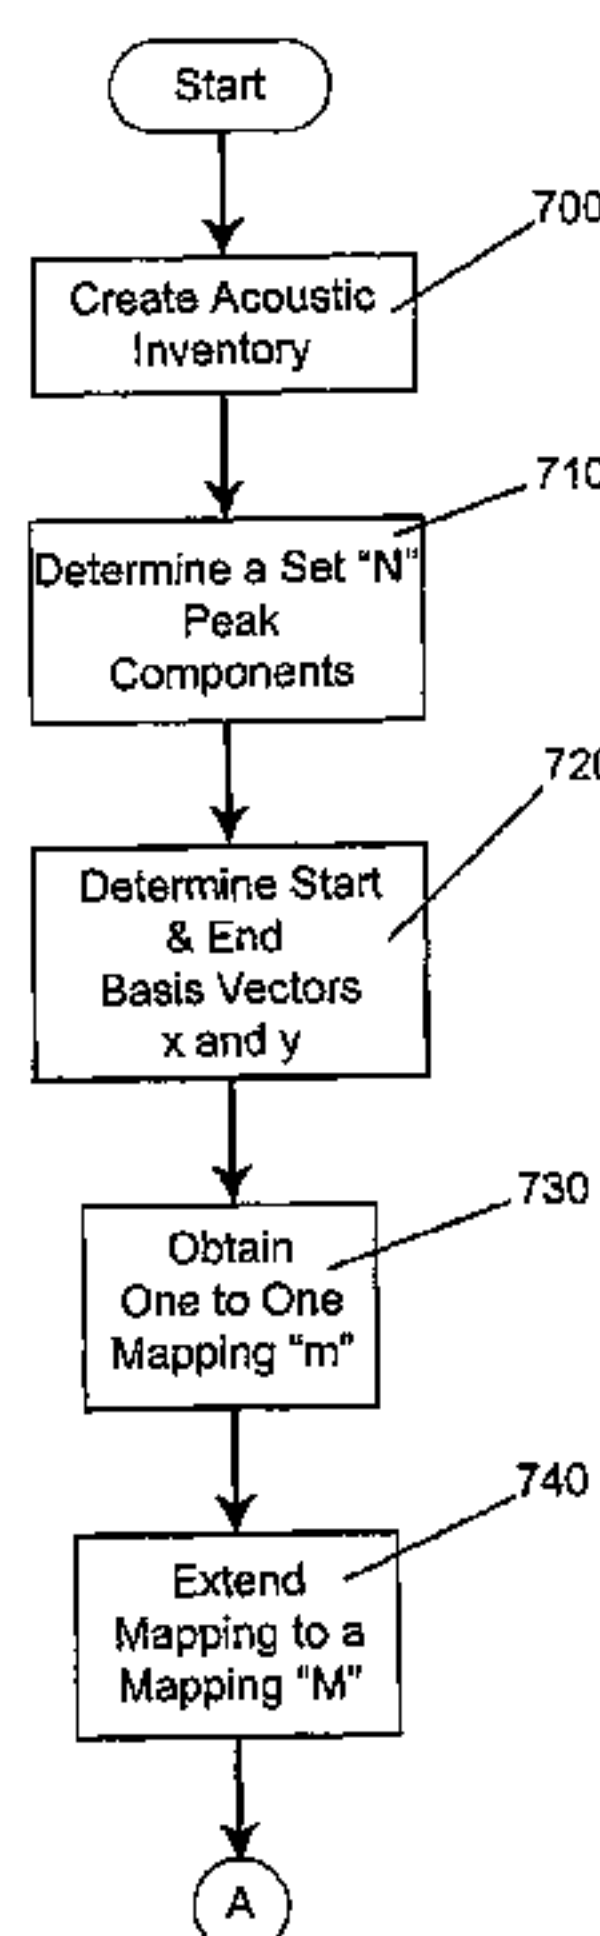 Start
700
Create Acoustic
Inventory
710
Determine a Set "N"
Peak
Components
720
Determine Start
& End
Basis Vectors
x and y
730
Obtain
One to One
Mapping "m"
740
Extend
Mapping to a
Mapping "M"
A